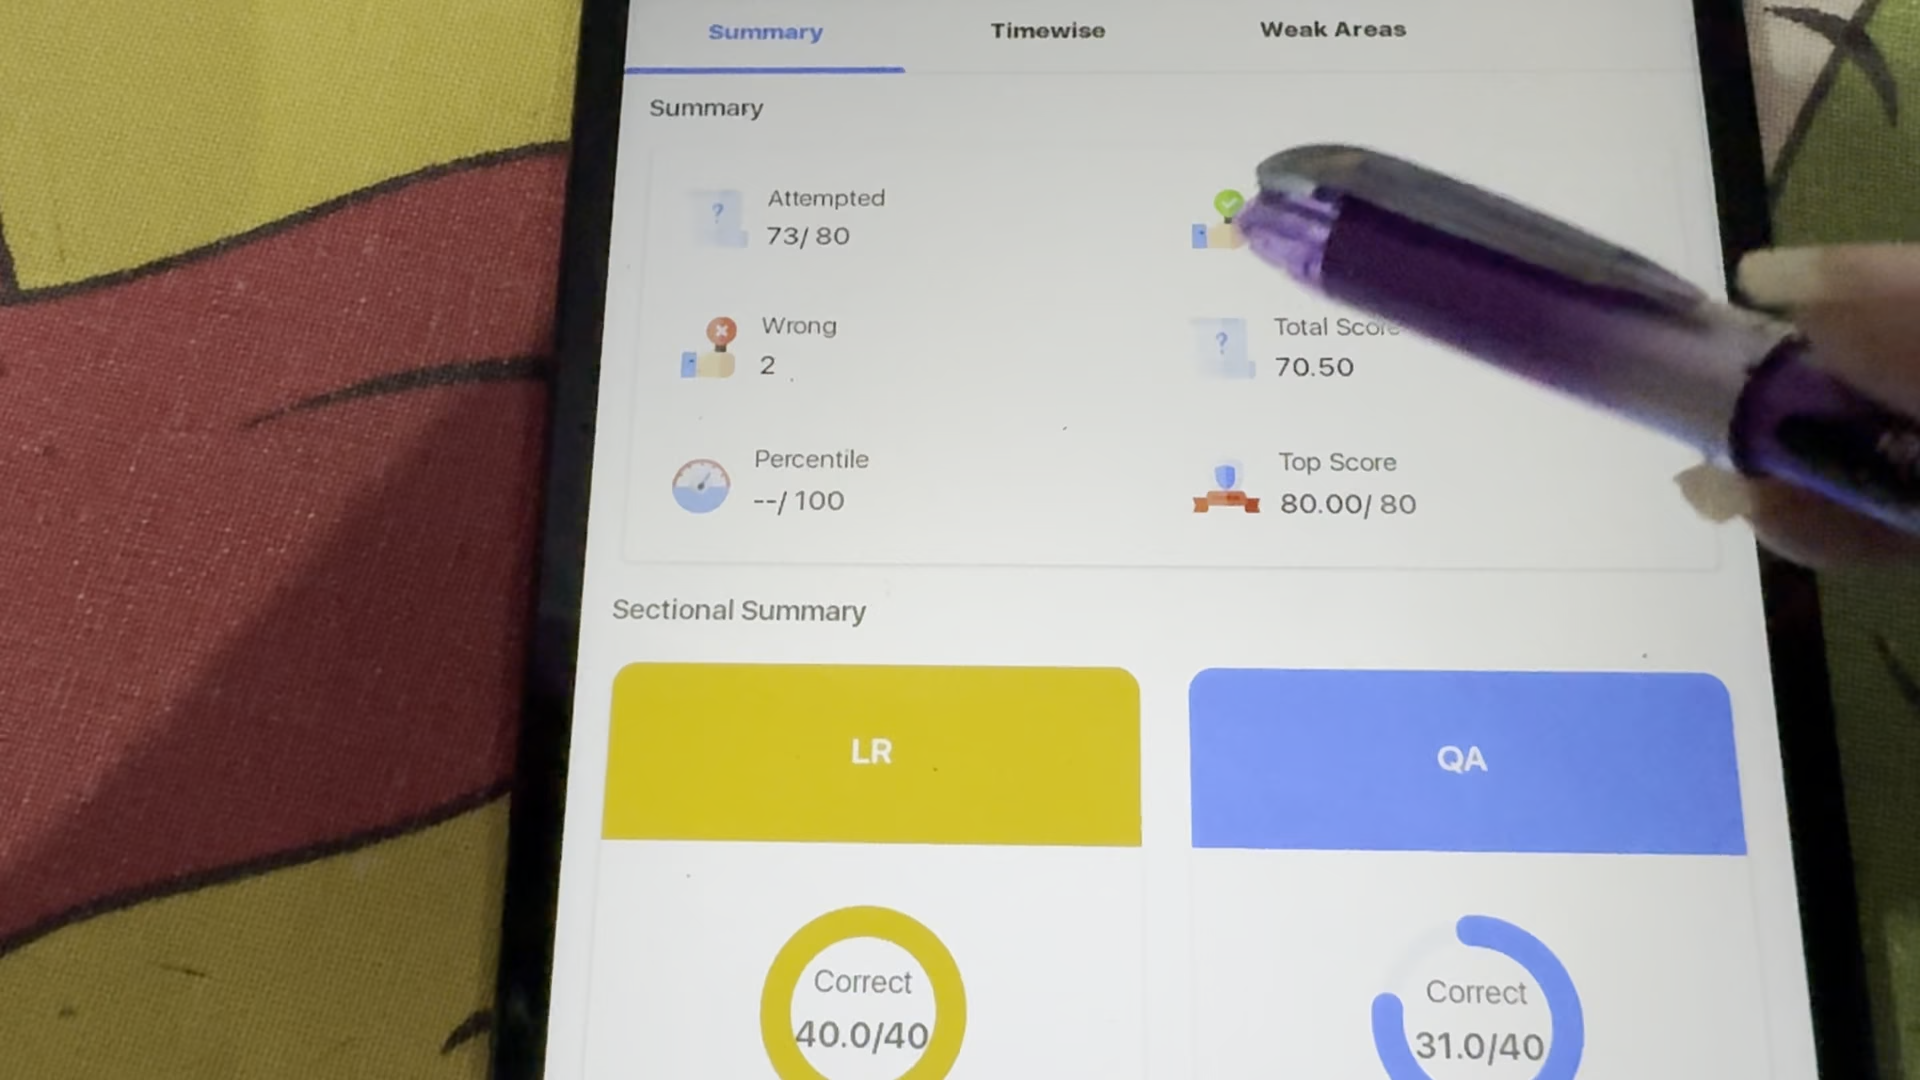 Summary Timewise Weak Areas
Summary
Attempted
73/ 80
Wrong
2
Total Score
70.50
Percentile
--/ 100
Top Score
80.00/ 80
Sectional Summary
LR
QA
Correct
40.0/40
Correct
31.0/40